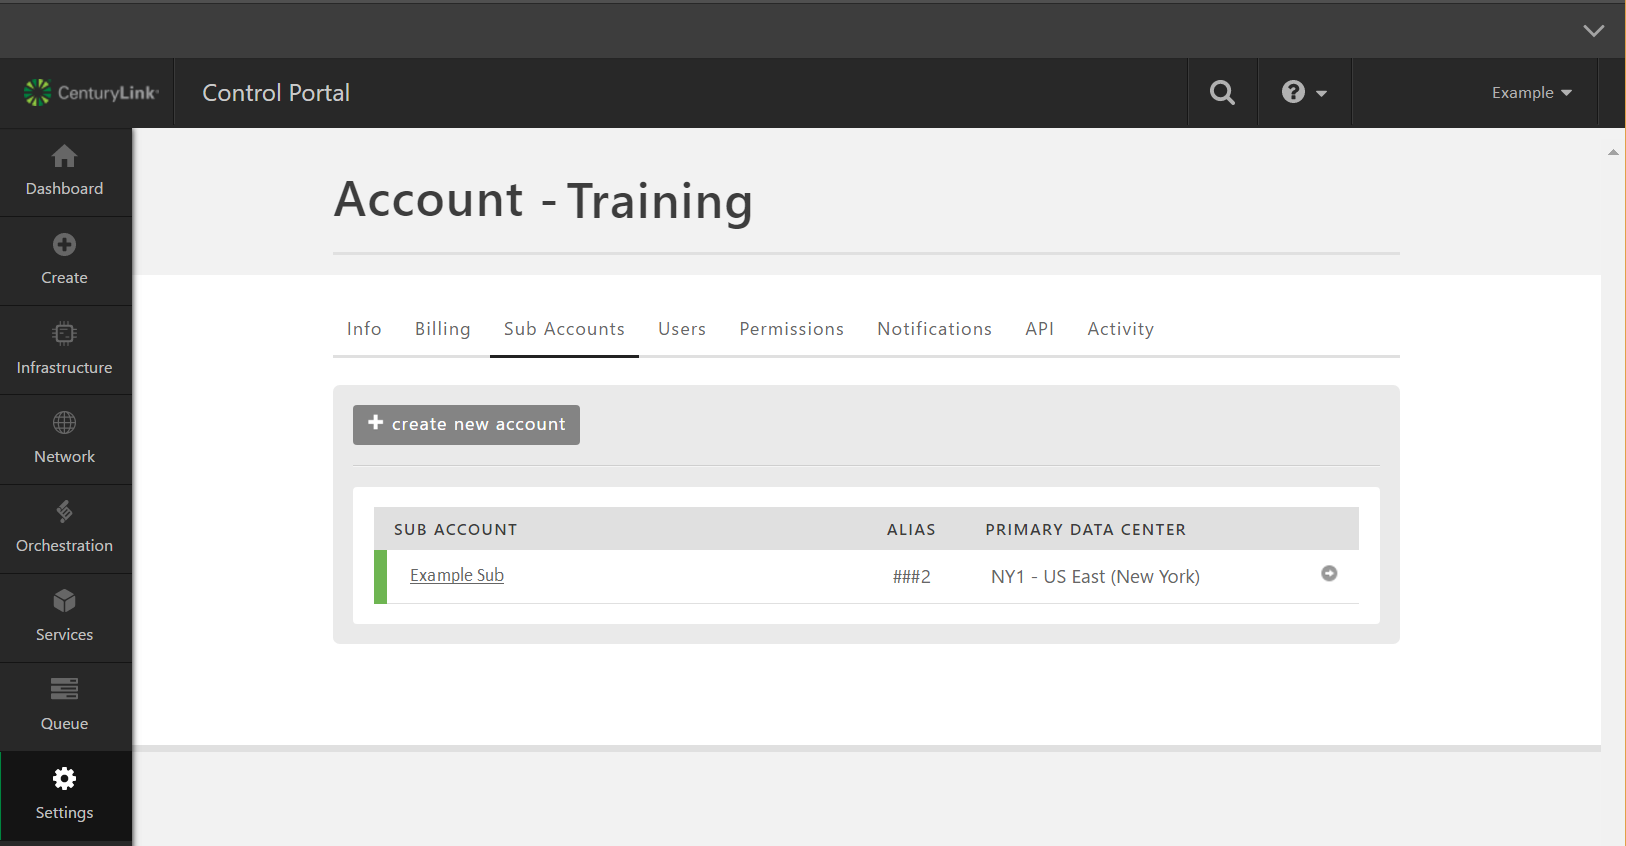 CenturyLink
Control Portal
Example
Dashboard
Create
Infrastructure
Network
Orchestration
Services
Queue
Settings
Account - Training
Info Billing Sub Accounts Users Permissions Notifications API Activity
create new account
SUB ACCOUNT ALIAS PRIMARY DATA CENTER
Example Sub ###2 NY1 - US East (New York)